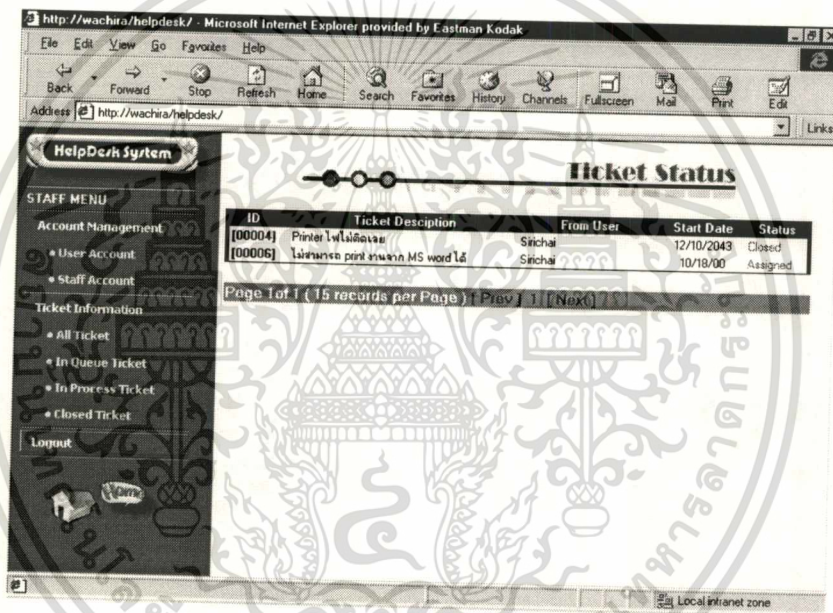 http://wachira/helpdesk/ - Microsoft Internet Explorer provided by Eastman Kodak
File Edit View Go Favorites Help
Back Forward Stop Refresh Home Search Favorites History Channels Fullscreen Mail Print Edit
Address http://wachira/helpdesk/ Links
HelpDesk System
Ticket Status
STAFF MENU
Account Management
User Account
Staff Account
Ticket Information
All Ticket
In Queue Ticket
In Process Ticket
Closed Ticket
Logout
Home
ID Ticket Desciption From User Start Date Status
[00004] Printer ไฟไม่ติดเลย Sirichai 12/10/2043 Closed
[00006] ไม่สามารถ print งานจาก MS word ได้ Sirichai 10/18/00 Assigned
Page 1of 1 ( 15 records per Page ) [ Prev ] 1 [ Next]
Local intranet zone